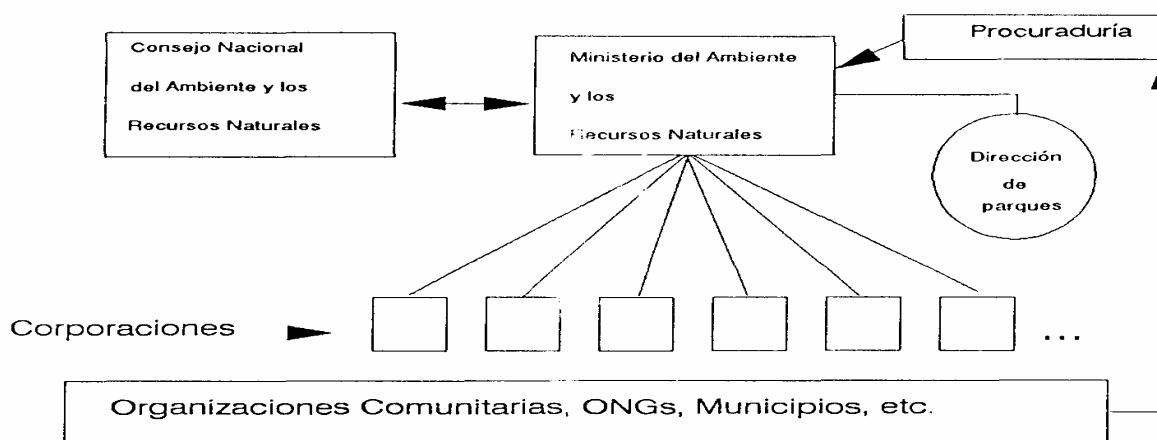 Consejo Nacional
del Ambiente y los
Recursos Naturales
Ministerio del Ambiente
y los
Recursos Naturales
Procuraduría
Dirección
de
parques
Corporaciones
...
Organizaciones Comunitarias, ONGs, Municipios, etc.